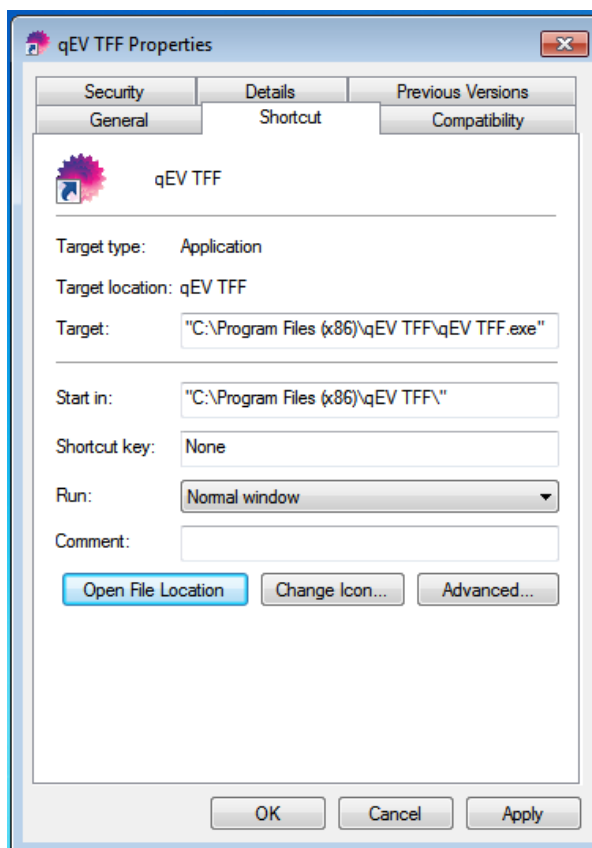 qEV TFF Properties
Security Details Previous Versions
General Shortcut Compatibility
qEV TFF
Target type: Application
Target location: qEV TFF
Target: "C:\Program Files (x86)\qEV TFF\qEV TFF.exe"
Start in: "C:\Program Files (x86)\qEV TFF\"
Shortcut key: None
Run: Normal window
Comment:
Open File Location Change Icon... Advanced...
OK Cancel Apply